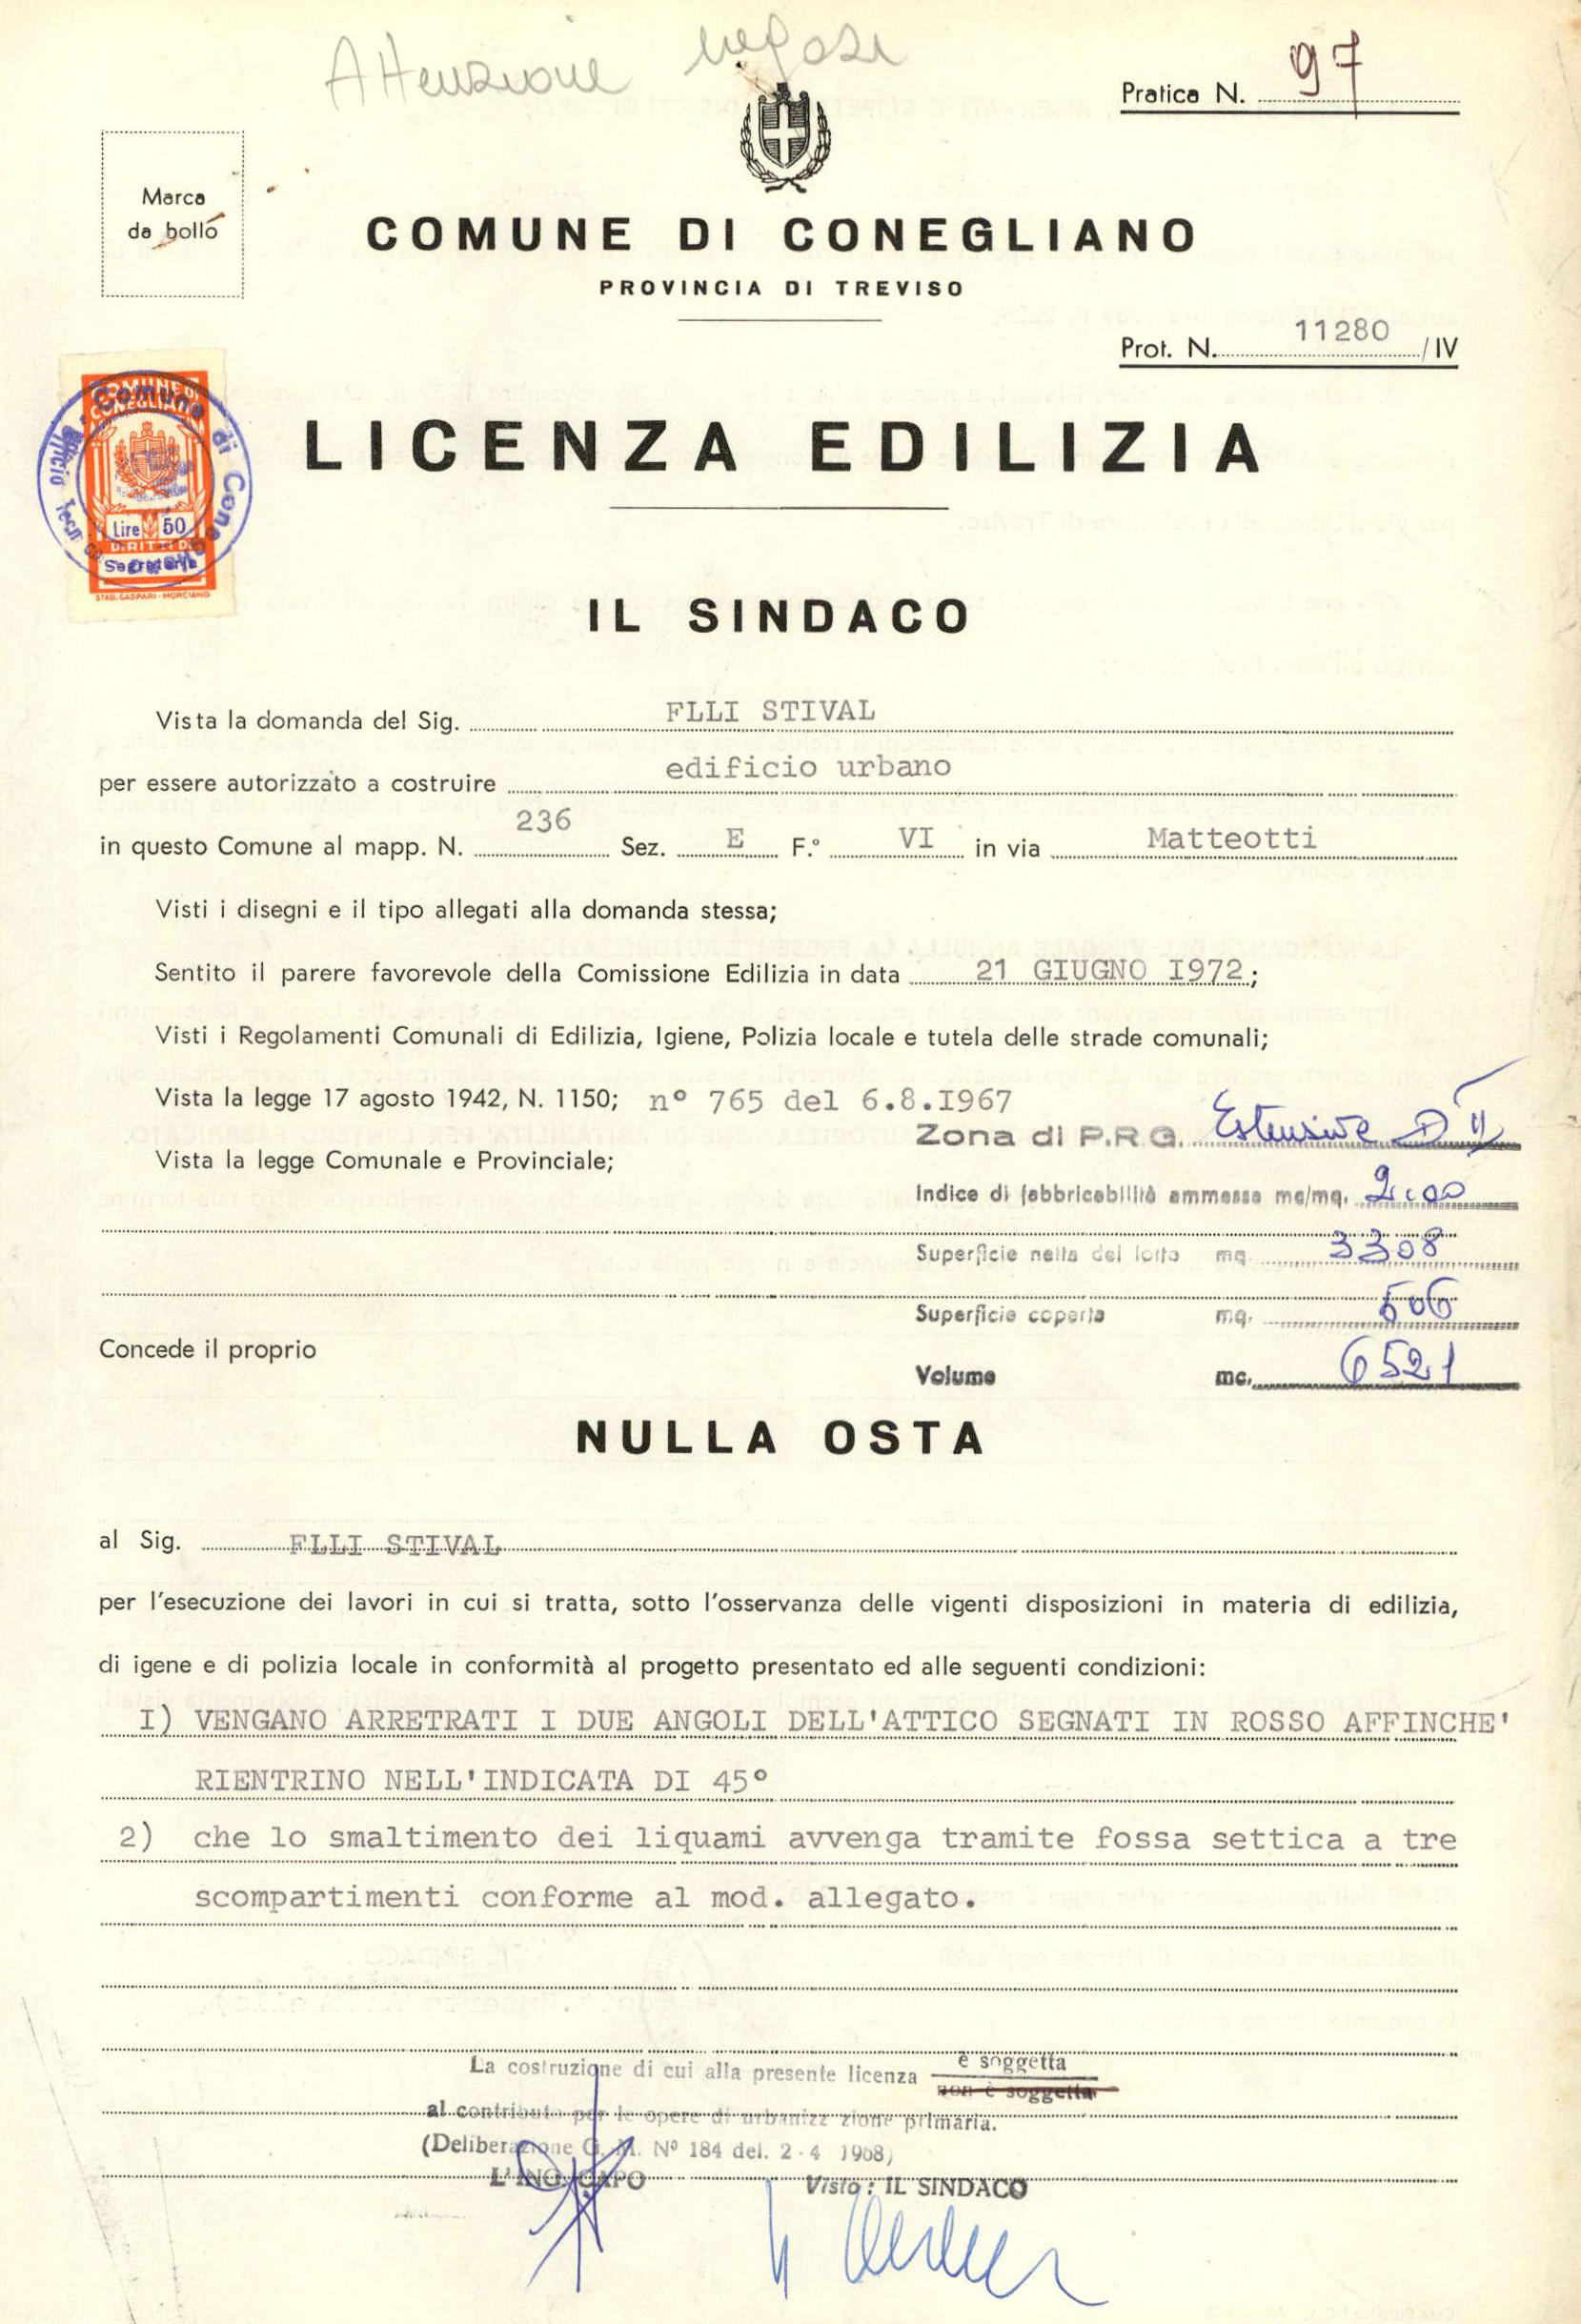 Attenzione negozi
Pratica N. 97
Marca
da bollo
COMUNE DI CONEGLIANO
PROVINCIA DI TREVISO
Prot. N. 11280 /IV
COMUNE DI
CONEGLIANO
Comune di Conegliano
Ufficio Tecnico
Lire 50
DIRITTI DI
Segreteria
STAB. GASPARI - MORCIANO
LICENZA EDILIZIA
IL SINDACO
Vista la domanda del Sig. FLLI STIVAL
per essere autorizzato a costruire edificio urbano
in questo Comune al mapp. N. 236 Sez. E F.° VI in via Matteotti
Visti i disegni e il tipo allegati alla domanda stessa;
Sentito il parere favorevole della Comissione Edilizia in data 21 GIUGNO I972;
Visti i Regolamenti Comunali di Edilizia, Igiene, Polizia locale e tutela delle strade comunali;
Vista la legge 17 agosto 1942, N. 1150; n° 765 del 6.8.I967
Zona di P.R.G. Estensive D II
Vista la legge Comunale e Provinciale;
Indice di fabbricabilità ammesso mc/mq. 2,00
Superficie netta del lotto mq. 3308
Superficie coperta mq. 506
Concede il proprio
Volume mc. 6521
NULLA OSTA
al Sig. FLLI STIVAL
per l'esecuzione dei lavori in cui si tratta, sotto l'osservanza delle vigenti disposizioni in materia di edilizia,
di igene e di polizia locale in conformità al progetto presentato ed alle seguenti condizioni:
I) VENGANO ARRETRATI I DUE ANGOLI DELL'ATTICO SEGNATI IN ROSSO AFFINCHE'
RIENTRINO NELL'INDICATA DI 45°
2) che lo smaltimento dei liquami avvenga tramite fossa settica a tre
scompartimenti conforme al mod. allegato.
La costruzione di cui alla presente licenza è soggetta
non è soggetta
al contributo per le opere di urbanizzazione primaria.
(Deliberazione G. M. N° 184 del. 2-4 1968)
L'ING. CAPO Visto: IL SINDACO